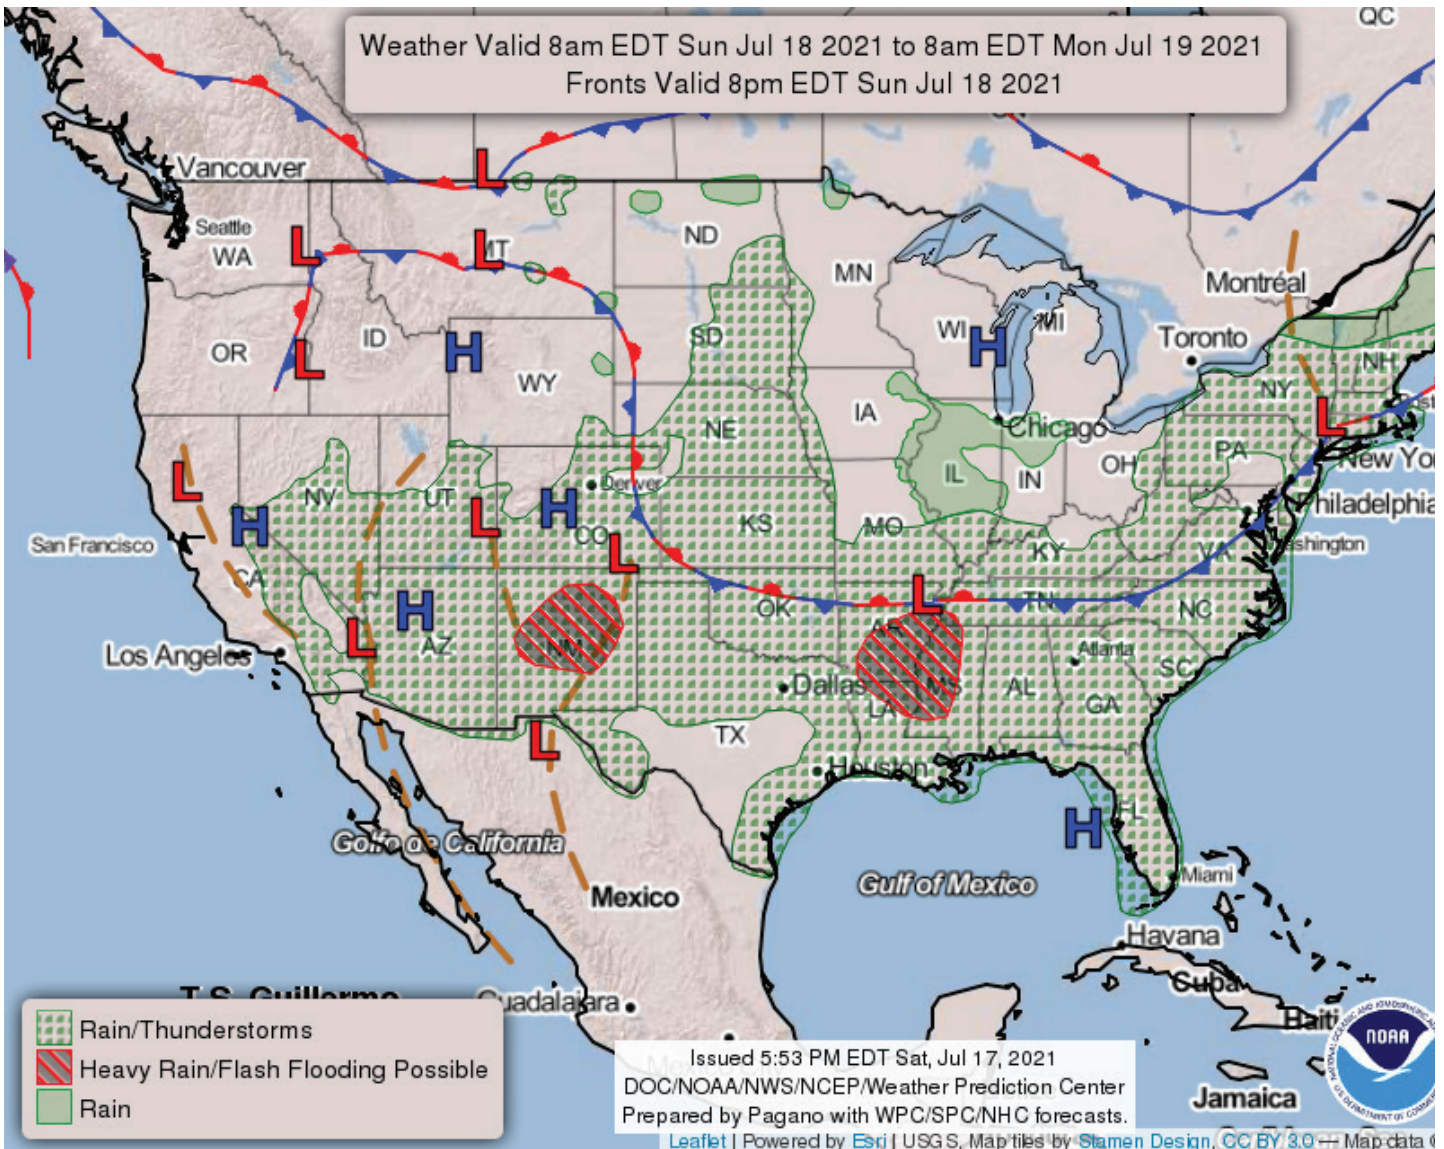 QC
Weather Valid 8am EDT Sun Jul 18 2021 to 8am EDT Mon Jul 19 2021
Fronts Valid 8pm EDT Sun Jul 18 2021
Vancouver
L
Seattle
WA
L
L
MT
ND
MN
Montréal
OR
L
ID
H
WY
SD
WI
H
MI
Toronto
NY
NH
IA
NE
Chicago
L
New Yo
L
NV
UT
Denver
IL
IN
OH
PA
Philadelphia
San Francisco
H
CA
L
H
CO
L
KS
MO
KY
VA
ashington
H
AZ
NM
OK
AR
L
TN
NC
Los Angeles
L
Dallas
LA
MS
AL
Atlanta
GA
SC
L
TX
Houston
FL
H
Golfo de California
Mexico
Gulf of Mexico
Miami
Havana
Cuba
T.S. Guillermo
Guadalajara
Haiti
Rain/Thunderstorms
Heavy Rain/Flash Flooding Possible
Rain
Mexico City
Issued 5:53 PM EDT Sat, Jul 17, 2021
DOC/NOAA/NWS/NCEP/Weather Prediction Center
Prepared by Pagano with WPC/SPC/NHC forecasts.
NOAA
Jamaica
Leaflet | Powered by Esri | USGS, Map tiles by Stamen Design, CC BY 3.0 — Map data ©